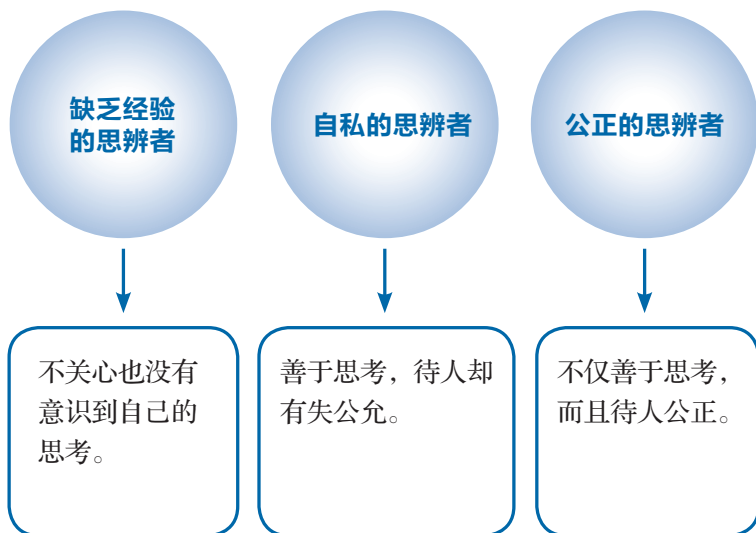 缺乏经验
的思辨者
自私的思辨者
公正的思辨者
不关心也没有
意识到自己的
思考。
善于思考，待人却
有失公允。
不仅善于思考，
而且待人公正。